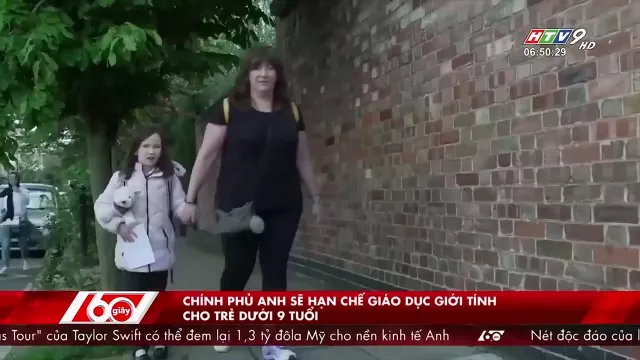 HTV9 HD
06:50:29
60 giây
CHÍNH PHỦ ANH SẼ HẠN CHẾ GIÁO DỤC GIỚI TÍNH
CHO TRẺ DƯỚI 9 TUỔI
as Tour" của Taylor Swift có thể đem lại 1,3 tỷ đôla Mỹ cho nền kinh tế Anh 60 Nét độc đáo của l